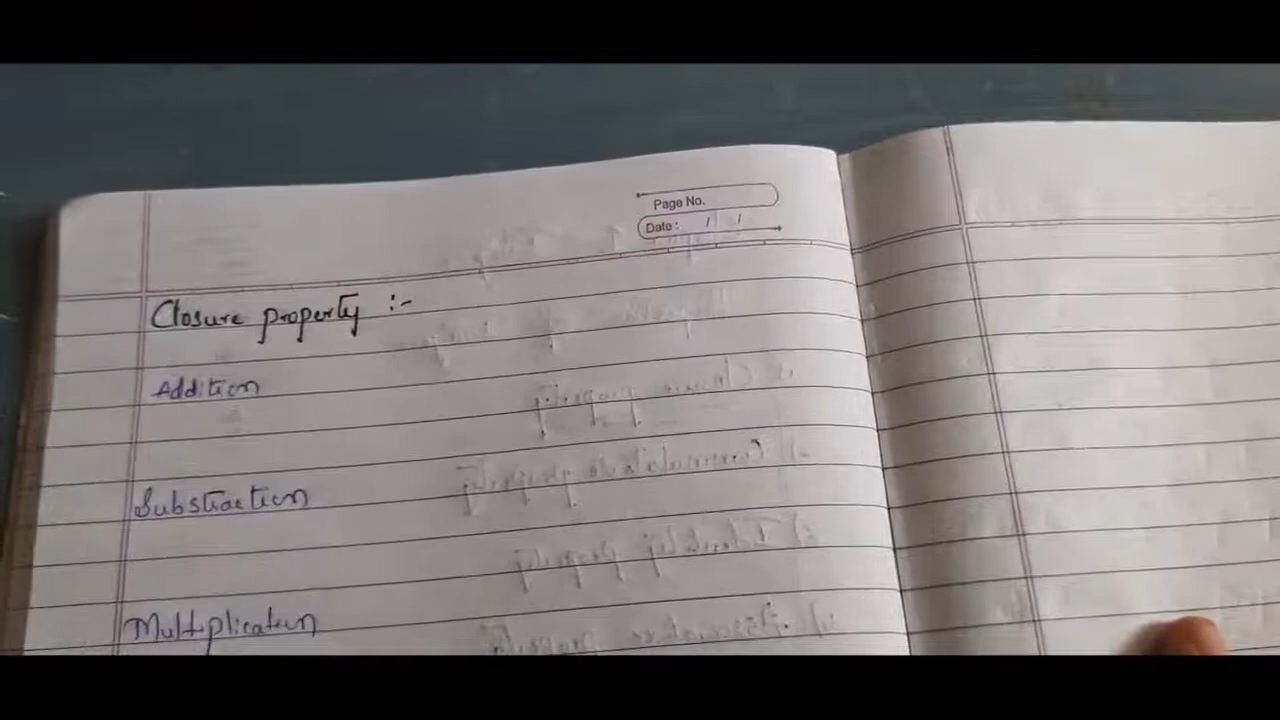 Page No.
Date : / /
Closure property :-
Addition
Substraction
Multiplication